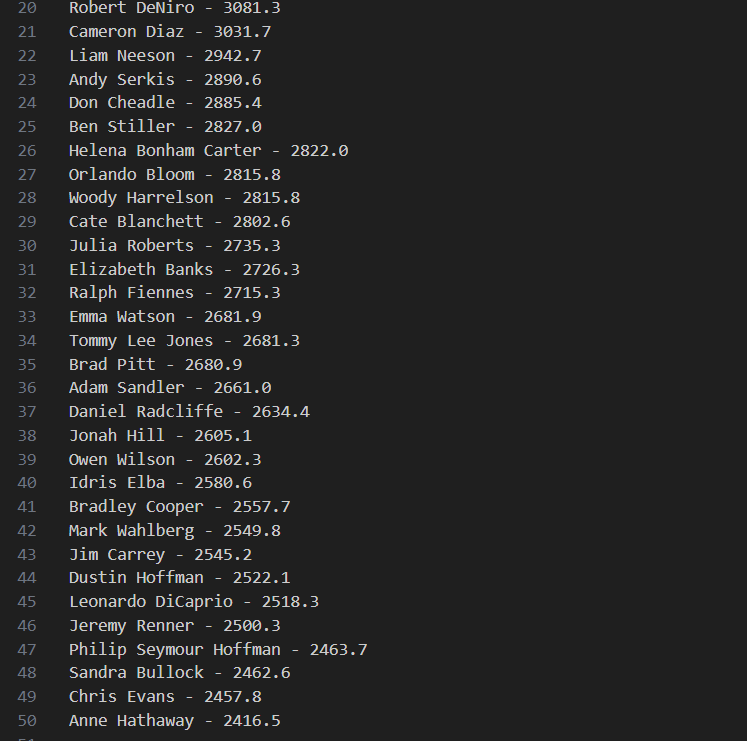 20 Robert DeNiro - 3081.3
21 Cameron Diaz - 3031.7
22 Liam Neeson - 2942.7
23 Andy Serkis - 2890.6
24 Don Cheadle - 2885.4
25 Ben Stiller - 2827.0
26 Helena Bonham Carter - 2822.0
27 Orlando Bloom - 2815.8
28 Woody Harrelson - 2815.8
29 Cate Blanchett - 2802.6
30 Julia Roberts - 2735.3
31 Elizabeth Banks - 2726.3
32 Ralph Fiennes - 2715.3
33 Emma Watson - 2681.9
34 Tommy Lee Jones - 2681.3
35 Brad Pitt - 2680.9
36 Adam Sandler - 2661.0
37 Daniel Radcliffe - 2634.4
38 Jonah Hill - 2605.1
39 Owen Wilson - 2602.3
40 Idris Elba - 2580.6
41 Bradley Cooper - 2557.7
42 Mark Wahlberg - 2549.8
43 Jim Carrey - 2545.2
44 Dustin Hoffman - 2522.1
45 Leonardo DiCaprio - 2518.3
46 Jeremy Renner - 2500.3
47 Philip Seymour Hoffman - 2463.7
48 Sandra Bullock - 2462.6
49 Chris Evans - 2457.8
50 Anne Hathaway - 2416.5